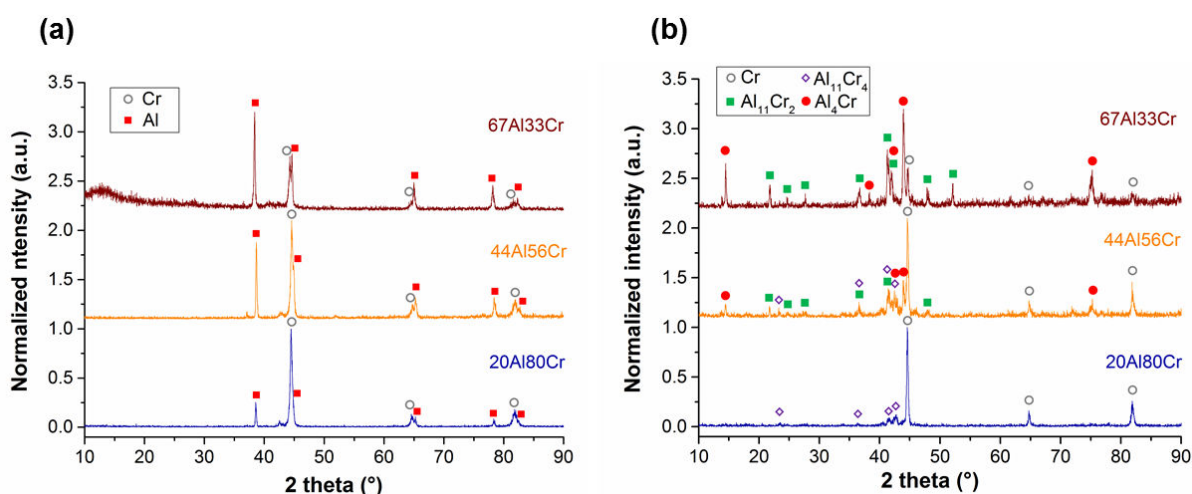 (a)
(b)
Normalized ntensity (a.u.)
3.5
3.0
2.5
2.0
1.5
1.0
0.5
0.0
Cr
Al
67Al33Cr
44Al56Cr
20Al80Cr
10 20 30 40 50 60 70 80 90
2 theta (°)
Normalized intensity (a.u.)
3.5
3.0
2.5
2.0
1.5
1.0
0.5
0.0
Cr Al₁₁Cr₄
Al₁₁Cr₂ Al₄Cr
67Al33Cr
44Al56Cr
20Al80Cr
10 20 30 40 50 60 70 80 90
2 theta (°)